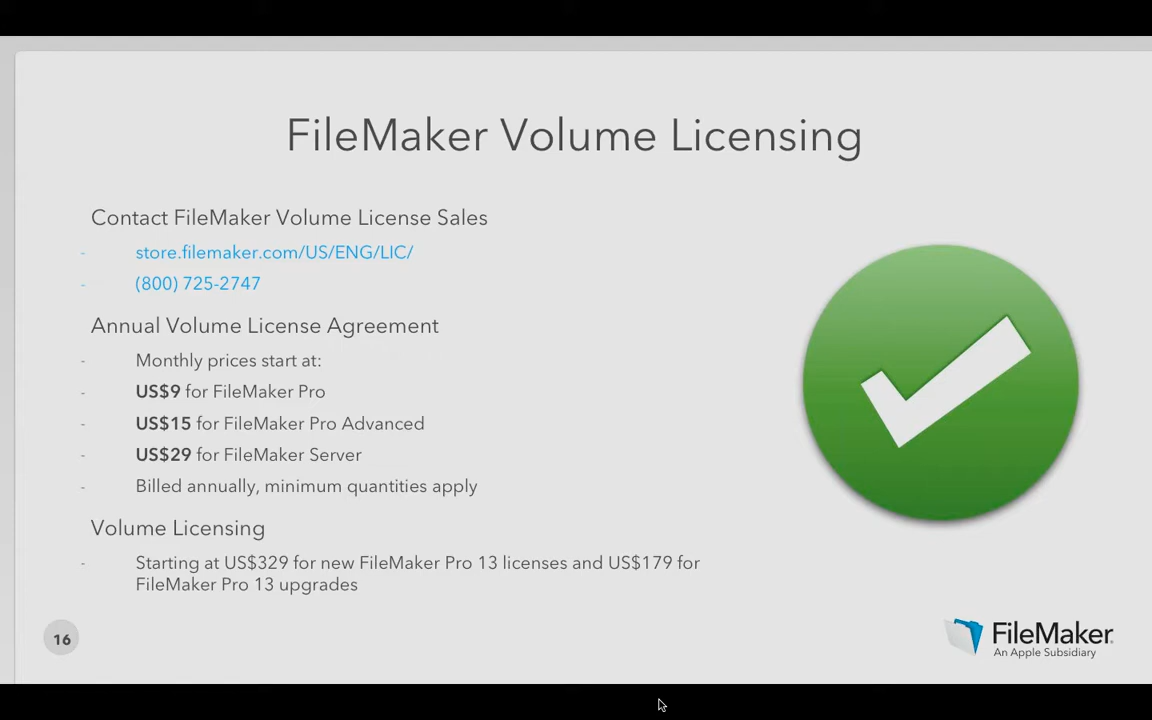 FileMaker Volume Licensing
Contact FileMaker Volume License Sales
- store.filemaker.com/US/ENG/LIC/
- (800) 725-2747
Annual Volume License Agreement
- Monthly prices start at:
- US$9 for FileMaker Pro
- US$15 for FileMaker Pro Advanced
- US$29 for FileMaker Server
- Billed annually, minimum quantities apply
Volume Licensing
- Starting at US$329 for new FileMaker Pro 13 licenses and US$179 for
FileMaker Pro 13 upgrades
16
FileMaker.
An Apple Subsidiary